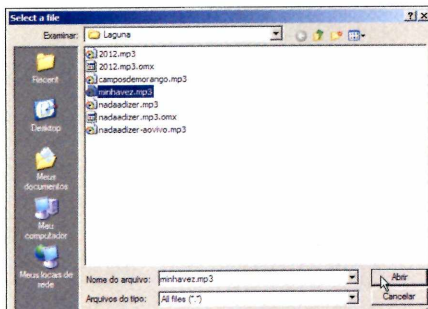 Select a file
Examinar:
Laguna
Recent
Desktop
Meus documentos
Meu computador
Meus locais de rede
2012.mp3
2012.mp3.omx
camposdemorango.mp3
minhavez.mp3
nadaadizer.mp3
nadaadizer.mp3.omx
nadaadizer-aovivo.mp3
Nome do arquivo:
minhavez.mp3
Abrir
Arquivos do tipo:
All files (*.*)
Cancelar